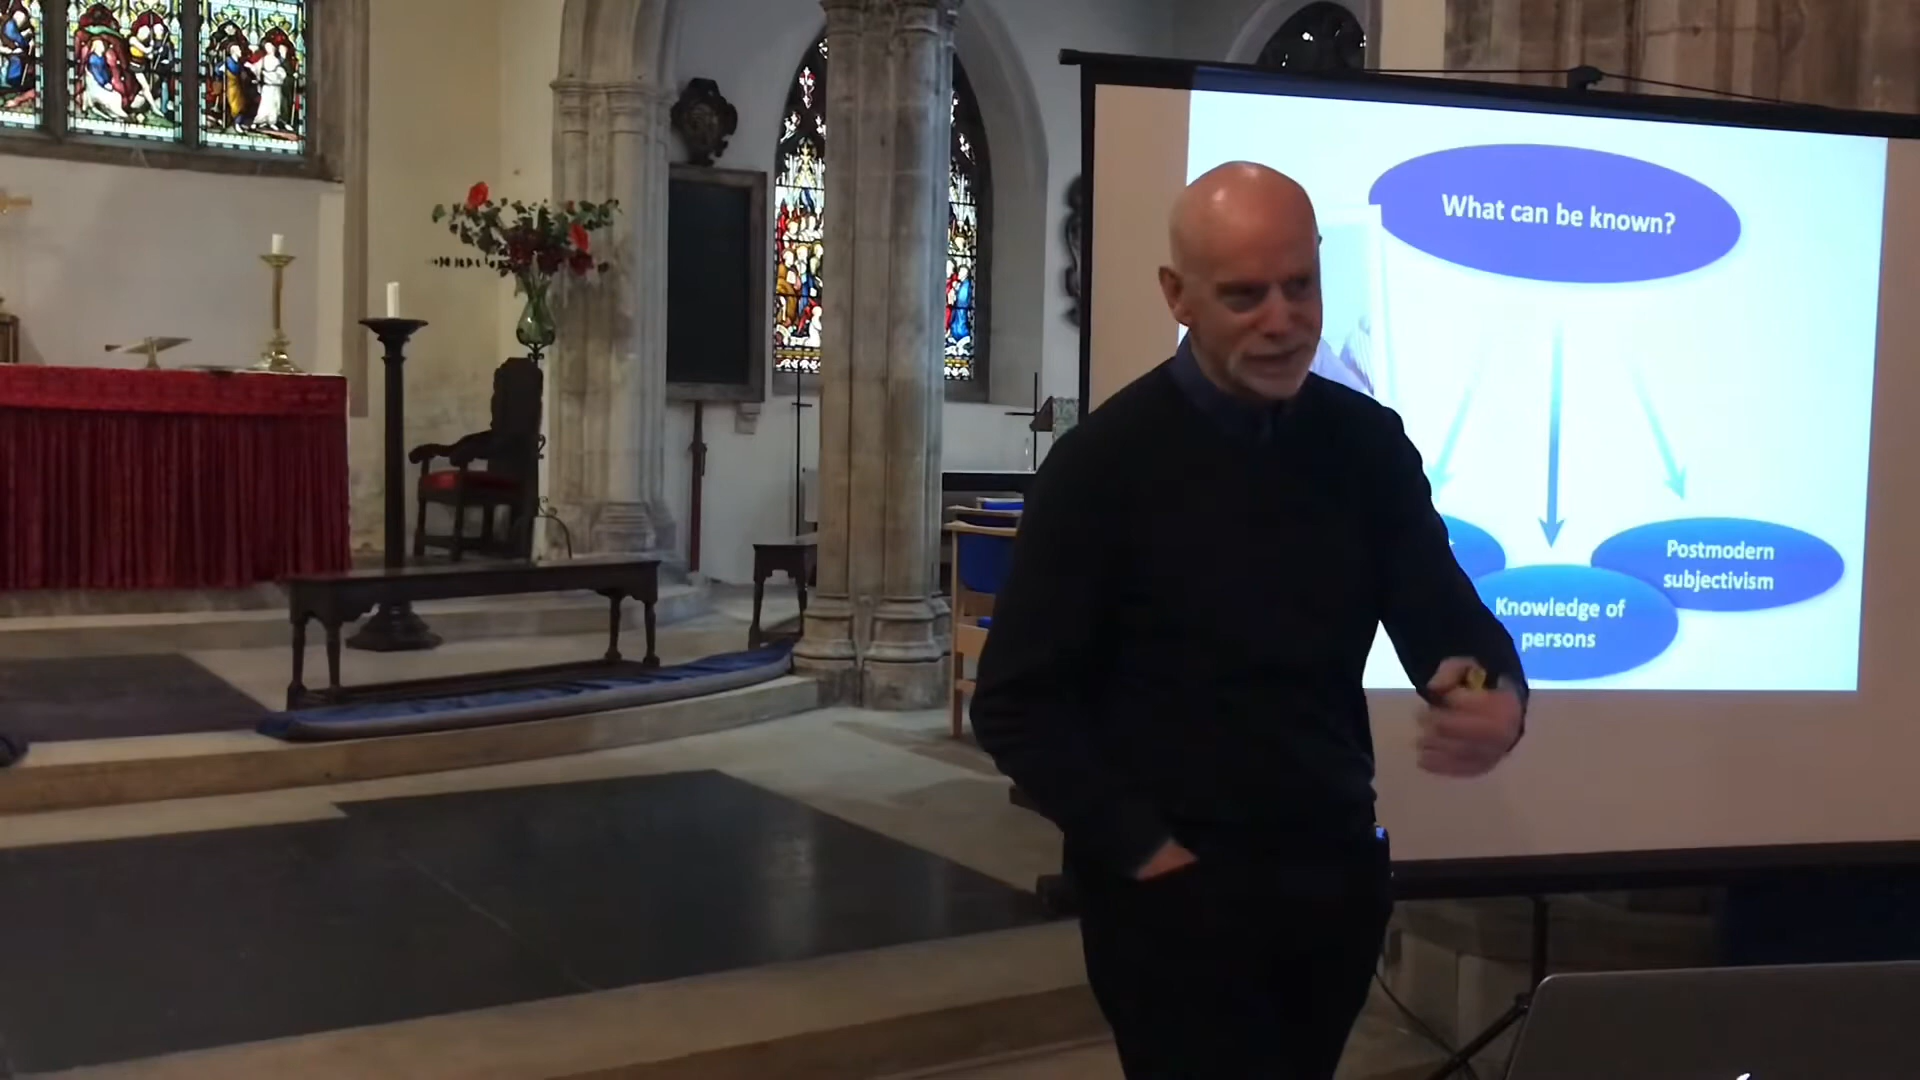 What can be known?
Postmodern
subjectivism
Knowledge of
persons